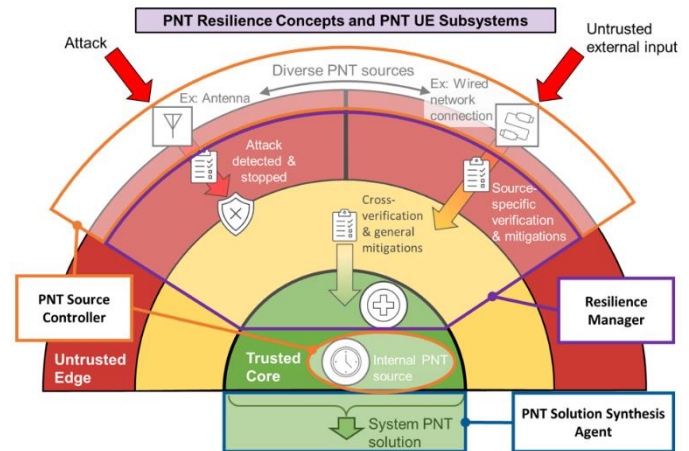 PNT Resilience Concepts and PNT UE Subsystems
Attack
Untrusted
external input
Diverse PNT sources
Ex: Antenna
Ex: Wired
network
connection
Attack
detected &
stopped
Source-
specific
verification
& mitigations
Cross-
verification
& general
mitigations
PNT Source
Controller
Resilience
Manager
Untrusted
Edge
Trusted
Core
Internal PNT
source
System PNT
solution
PNT Solution Synthesis
Agent